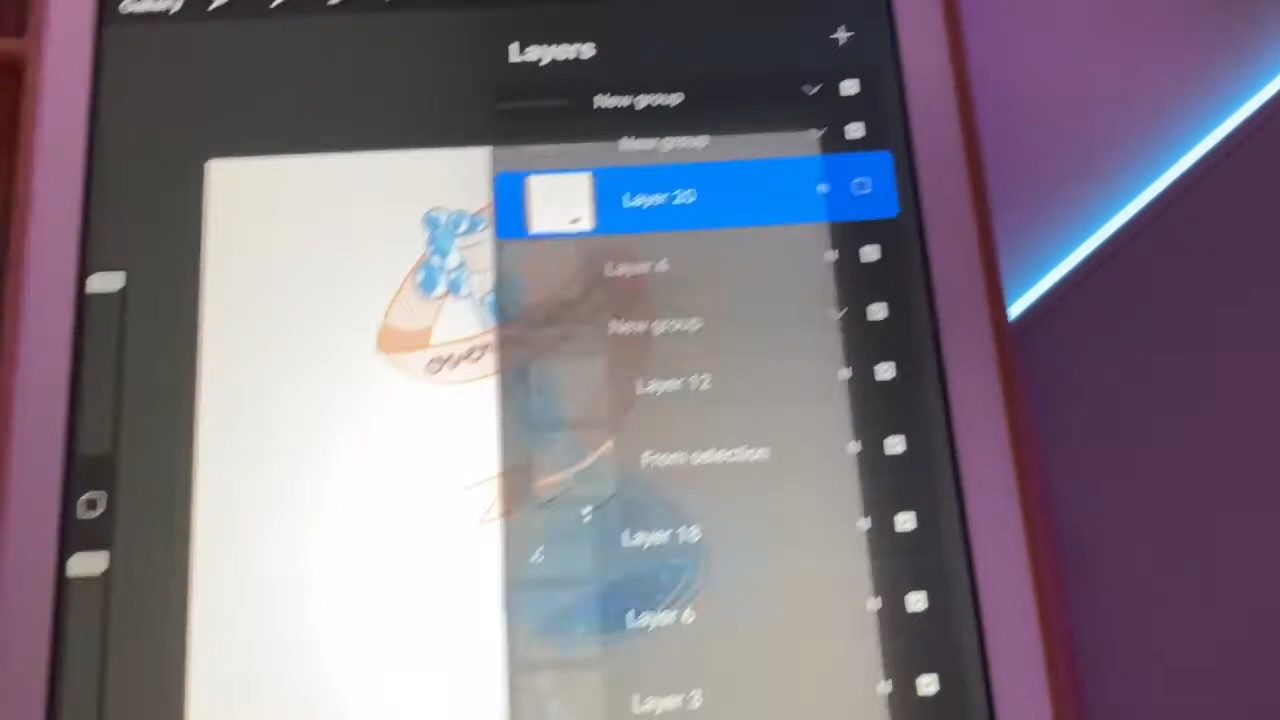 Gallery
Layers
New group
New group
Layer 20
Layer 4
New group
Layer 12
From selection
Layer 18
Layer 6
Layer 3